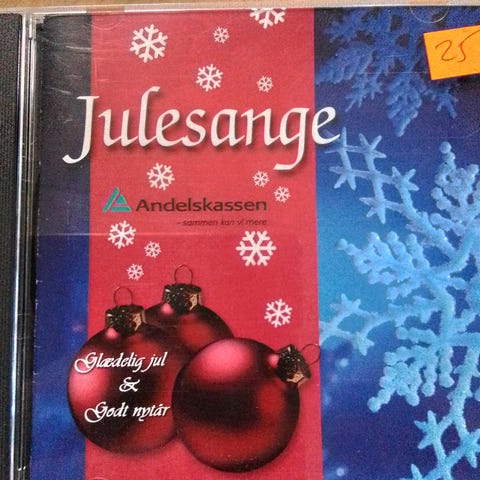 25
Julesange
Andelskassen
- sammen kan vi mere
Glædelig jul
&
Godt nytår